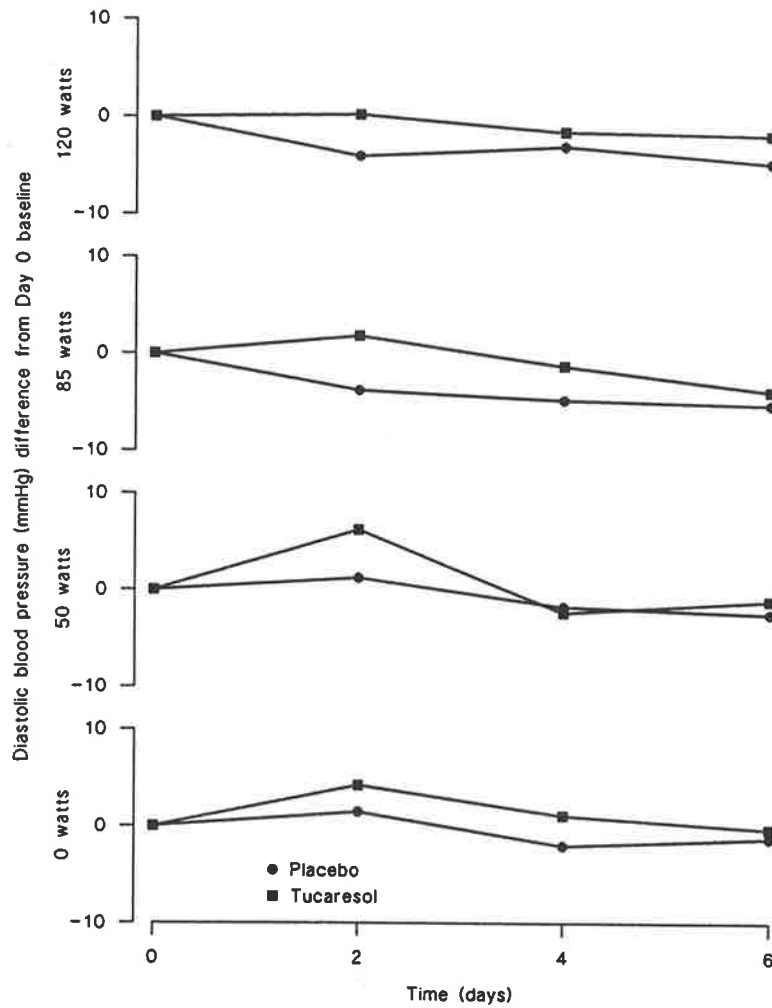 Diastolic blood pressure (mmHg) difference from Day 0 baseline
120 watts
10
0
-10
85 watts
10
0
-10
50 watts
10
0
-10
0 watts
10
0
-10
Placebo
Tucaresol
0 2 4 6
Time (days)